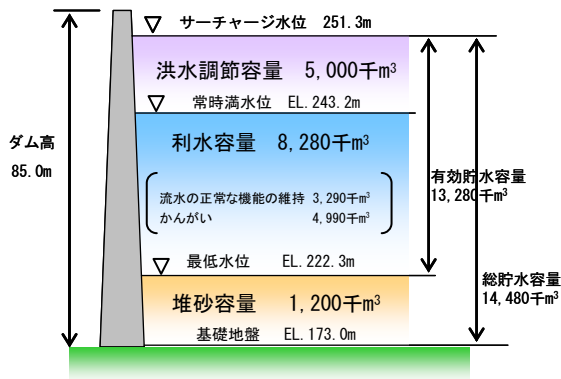 サーチャージ水位 251.3m
洪水調節容量 5,000千m³
常時満水位 EL.243.2m
ダム高
85.0m
利水容量 8,280千m³
流水の正常な機能の維持 3,290千m³
かんがい 4,990千m³
有効貯水容量
13,280千m³
最低水位 EL.222.3m
総貯水容量
14,480千m³
堆砂容量 1,200千m³
基礎地盤 EL.173.0m